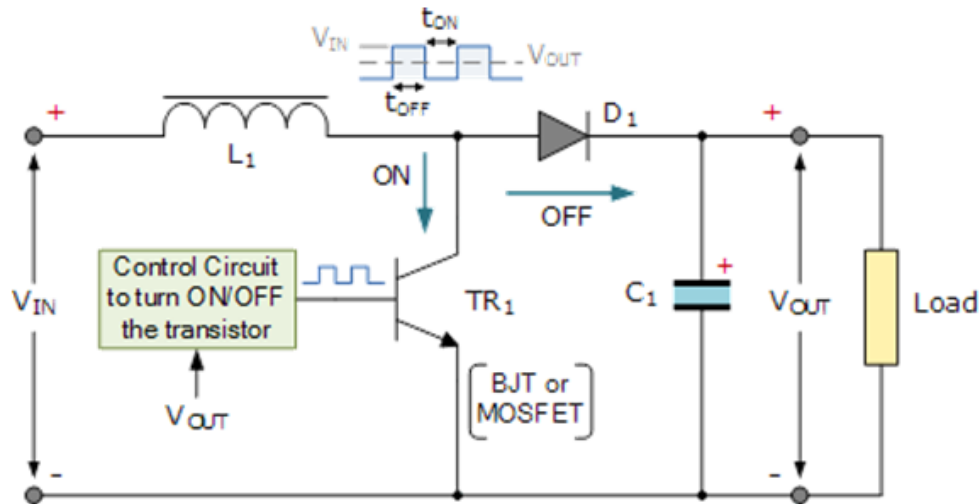 tON
VIN
VOUT
tOFF
+
L1
D1
+
ON
OFF
Control Circuit
to turn ON/OFF
the transistor
VIN
TR1
C1
+
VOUT
Load
VOUT
[BJT or
MOSFET]
-
-